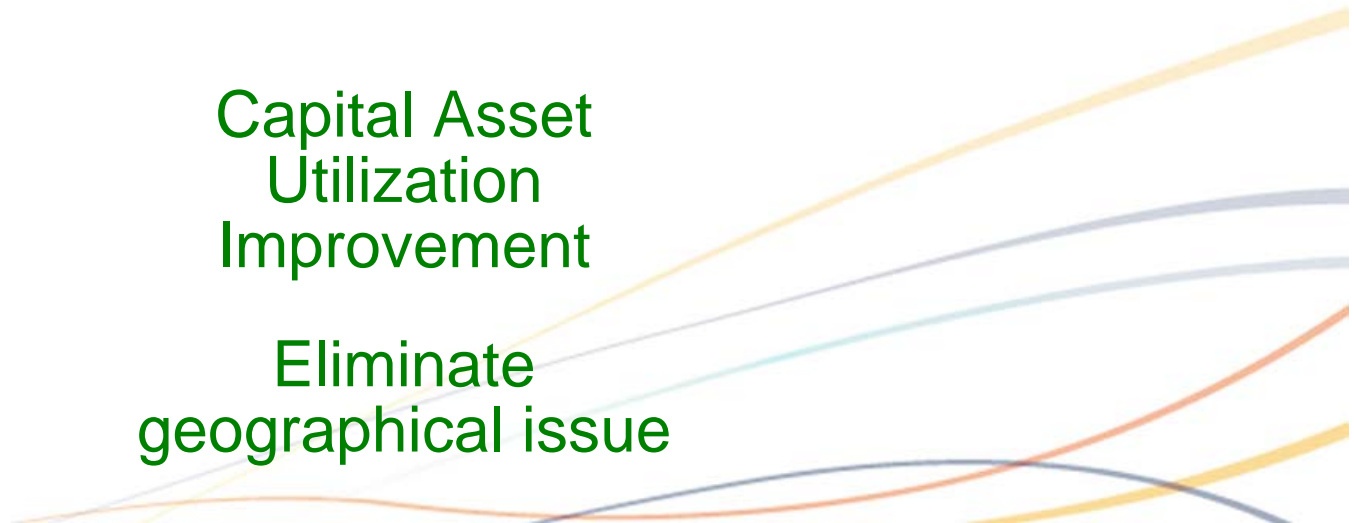 Capital Asset
Utilization
Improvement
Eliminate
geographical issue